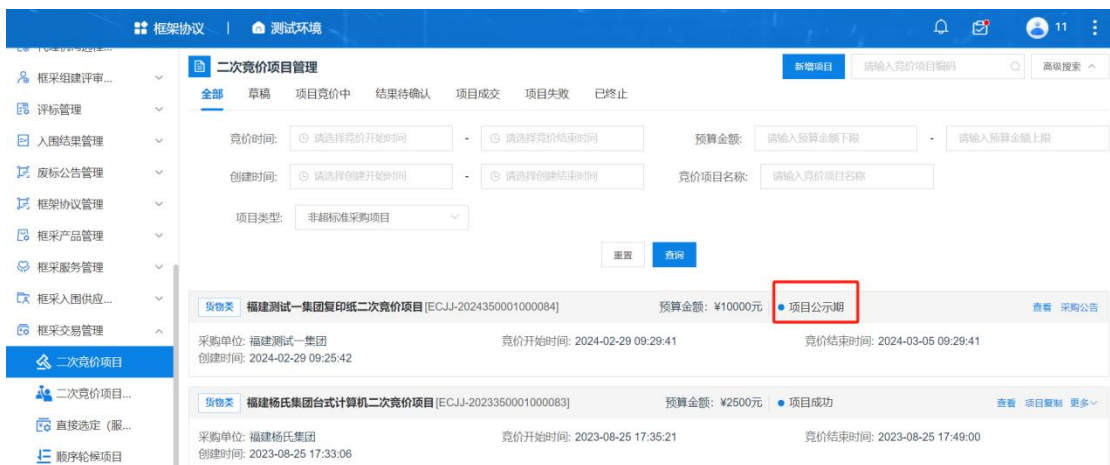 框架协议 | 测试环境 11
框采组建评审...
评标管理
入围结果管理
废标公告管理
框架协议管理
框采产品管理
框采服务管理
框采入围供应...
框采交易管理
二次竞价项目
二次竞价项目...
直接选定（服...
顺序轮候项目
二次竞价项目管理 新增项目 请输入竞价项目编码 高级搜索
全部 草稿 项目竞价中 结果待确认 项目成交 项目失败 已终止
竞价时间: 请选择竞价开始时间 - 请选择竞价结束时间 预算金额: 请输入预算金额下限 - 请输入预算金额上限
创建时间: 请选择创建开始时间 - 请选择创建结束时间 竞价项目名称: 请输入竞价项目名称
项目类型: 非超标准采购项目
重置 查询
货物类 福建测试一集团复印纸二次竞价项目[ECJJ-2024350001000084] 预算金额: ¥10000元 项目公示期 查看 采购公告
采购单位: 福建测试一集团 竞价开始时间: 2024-02-29 09:29:41 竞价结束时间: 2024-03-05 09:29:41
创建时间: 2024-02-29 09:25:42
货物类 福建杨氏集团台式计算机二次竞价项目[ECJJ-2023350001000083] 预算金额: ¥2500元 项目成功 查看 项目复制 更多
采购单位: 福建杨氏集团 竞价开始时间: 2023-08-25 17:35:21 竞价结束时间: 2023-08-25 17:49:00
创建时间: 2023-08-25 17:33:06